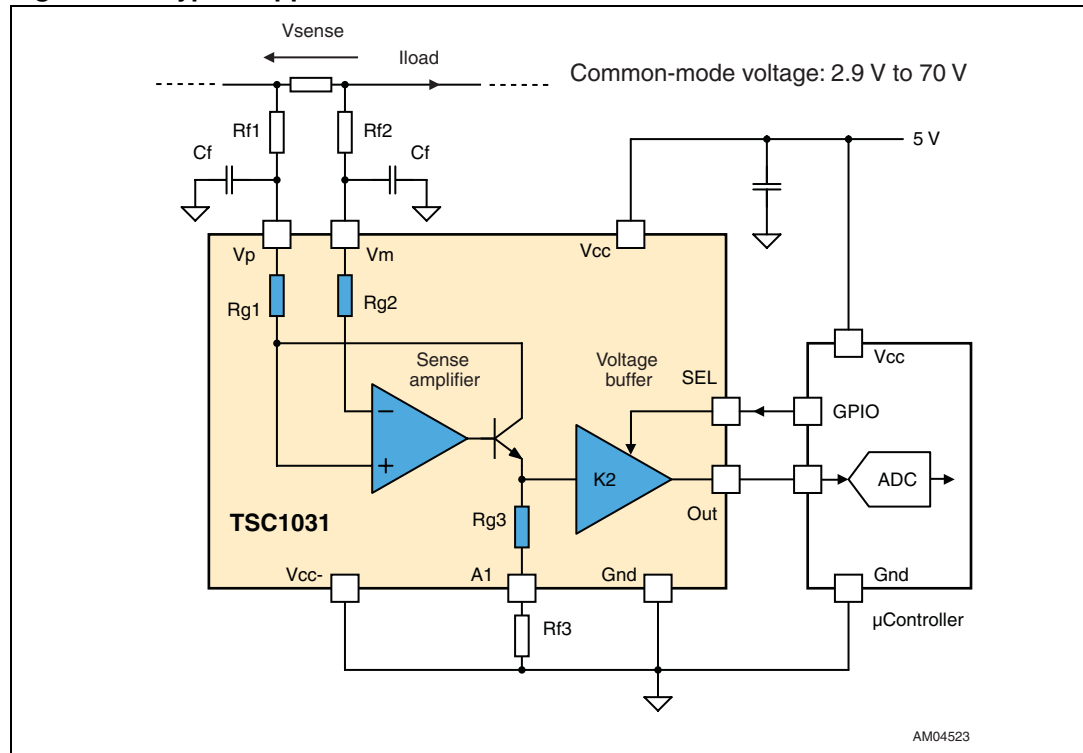 Vsense
Iload
Common-mode voltage: 2.9 V to 70 V
Rf1
Rf2
5 V
Cf
Cf
Vp
Vm
Vcc
Rg1
Rg2
Vcc
Sense
amplifier
Voltage
buffer
SEL
GPIO
−
+
K2
ADC
Rg3
Out
TSC1031
Vcc-
A1
Gnd
Gnd
Rf3
µController
AM04523